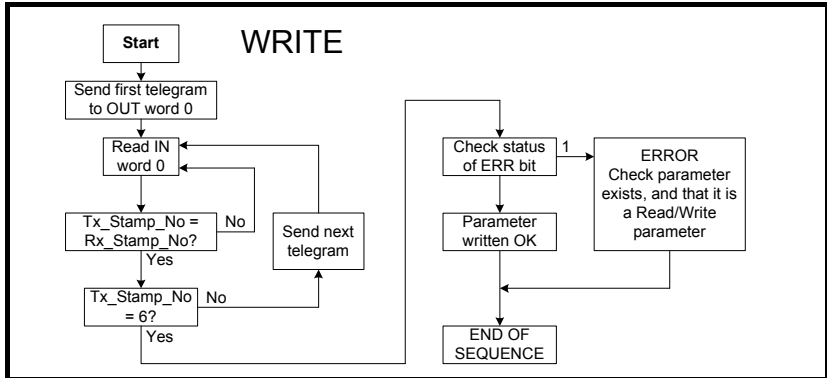 WRITE
Start
Send first telegram
to OUT word 0
Read IN
word 0
Tx_Stamp_No =
Rx_Stamp_No?
No
Yes
Send next
telegram
Tx_Stamp_No
= 6?
No
Yes
Check status
of ERR bit
1
ERROR
Check parameter
exists, and that it is
a Read/Write
parameter
Parameter
written OK
END OF
SEQUENCE